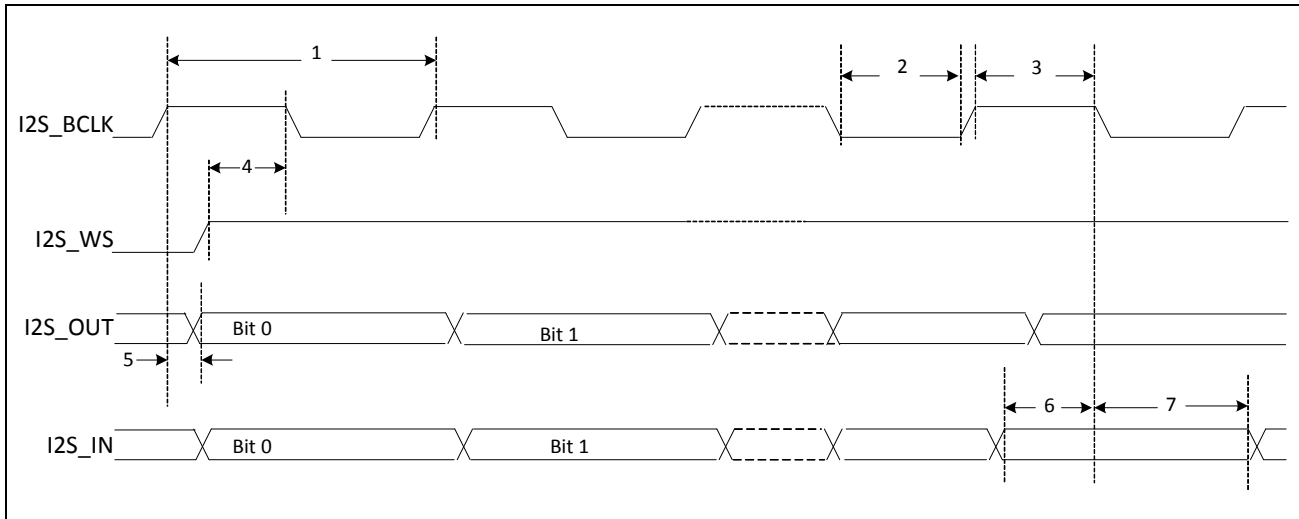 1
2
3
I2S_BCLK
4
I2S_WS
I2S_OUT
Bit 0
Bit 1
5
6
7
I2S_IN
Bit 0
Bit 1